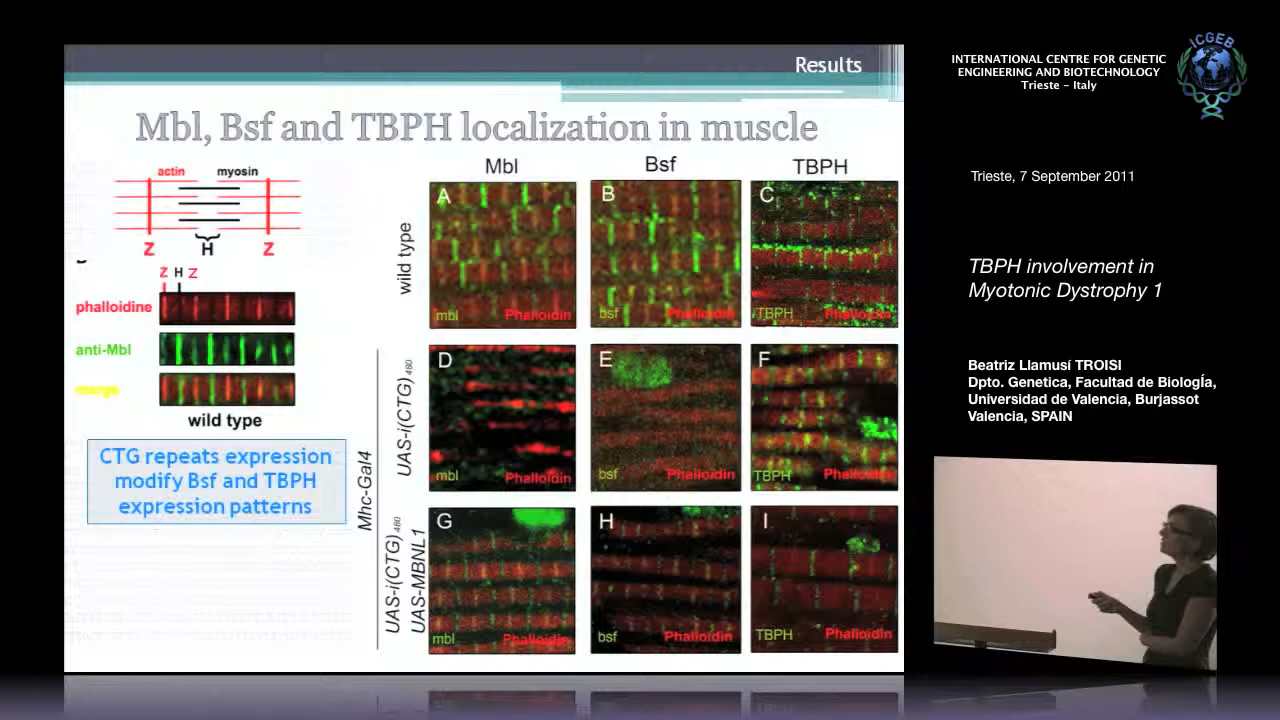 Results
Mbl, Bsf and TBPH localization in muscle
actin myosin
Z H Z
Z H Z
phalloidine
anti-Mbl
merge
wild type
CTG repeats expression
modify Bsf and TBPH
expression patterns
Mbl Bsf TBPH
wild type
A
mbl Phalloidin
B
bsf Phalloidin
C
TBPH Phalloidin
Mhc-Gal4
UAS-i(CTG)480
D
mbl Phalloidin
E
bsf Phalloidin
F
TBPH Phalloidin
UAS-i(CTG)480
UAS-MBNL1
G
mbl Phalloidin
H
bsf Phalloidin
I
TBPH Phalloidin
ICGEB
INTERNATIONAL CENTRE FOR GENETIC
ENGINEERING AND BIOTECHNOLOGY
Trieste - Italy
Trieste, 7 September 2011
TBPH involvement in
Myotonic Dystrophy 1
Beatriz Llamusí TROISI
Dpto. Genetica, Facultad de BiologÍa,
Universidad de Valencia, Burjassot
Valencia, SPAIN